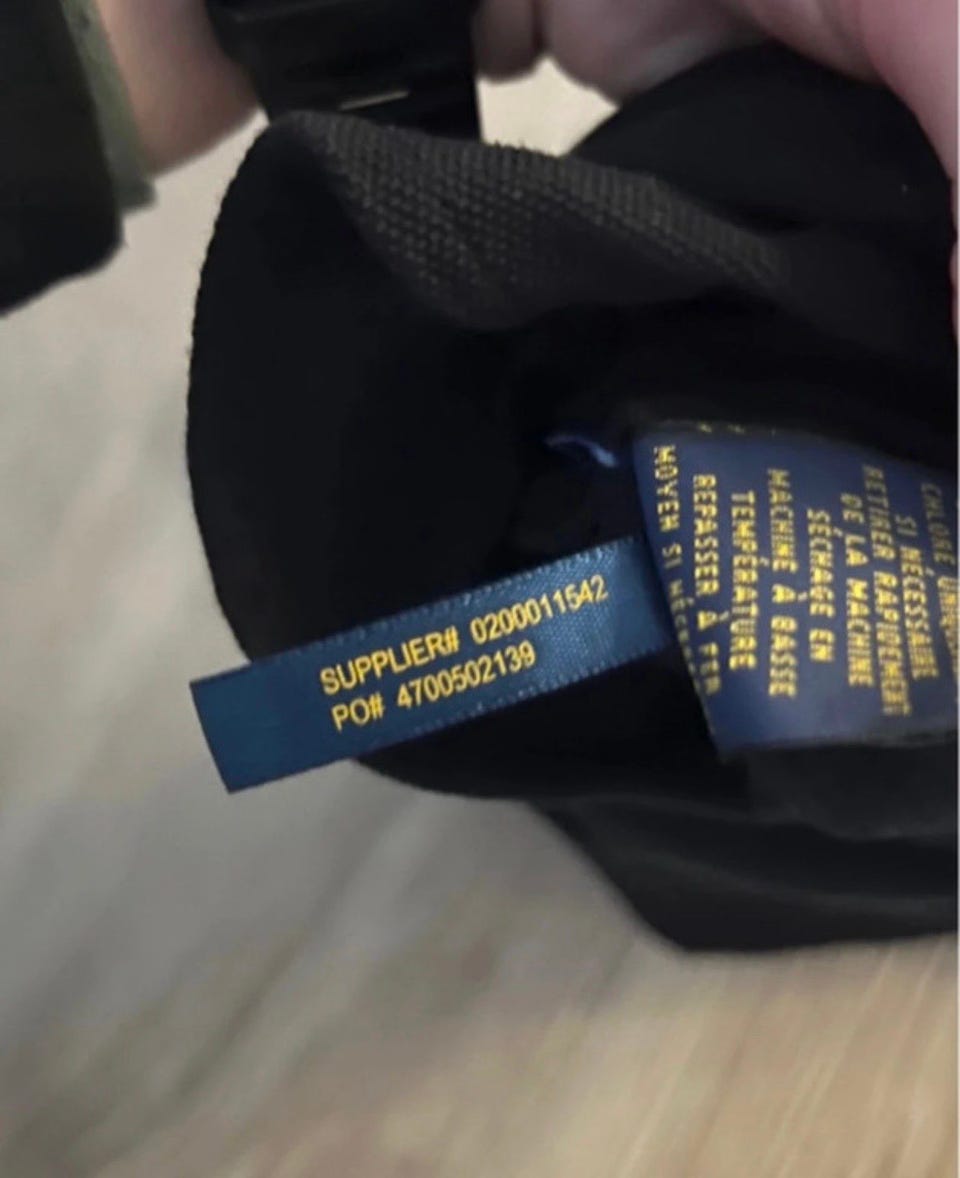 SUPPLIER# 0200011542
PO# 4700502139
CHLORÉ
SI NÉCESSAIRE
RETIRER RAPIDEMENT
DE LA MACHINE
SÉCHAGE EN
MACHINE À BASSE
TEMPÉRATURE
REPASSER À FER
MOYEN SI